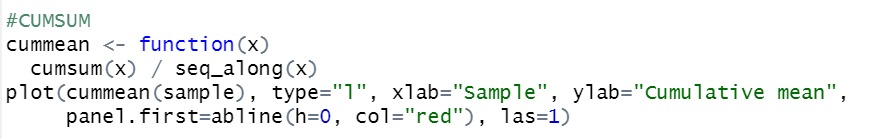 #CUMSUM
cummean <- function(x)
  cumsum(x) / seq_along(x)
plot(cummean(sample), type="l", xlab="Sample", ylab="Cumulative mean",
     panel.first=abline(h=0, col="red"), las=1)